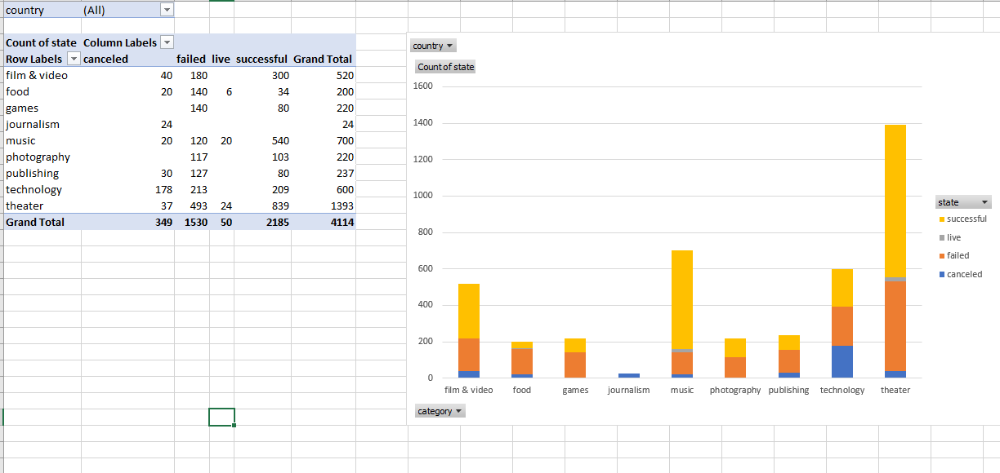 country (All)
Count of state Column Labels
Row Labels canceled failed live successful Grand Total
film & video 40 180 300 520
food 20 140 6 34 200
games 140 80 220
journalism 24 24
music 20 120 20 540 700
photography 117 103 220
publishing 30 127 80 237
technology 178 213 209 600
theater 37 493 24 839 1393
Grand Total 349 1530 50 2185 4114
country
Count of state
1600
1400
1200
1000
800
600
400
200
0
film & video food games journalism music photography publishing technology theater
category
state
successful
live
failed
canceled